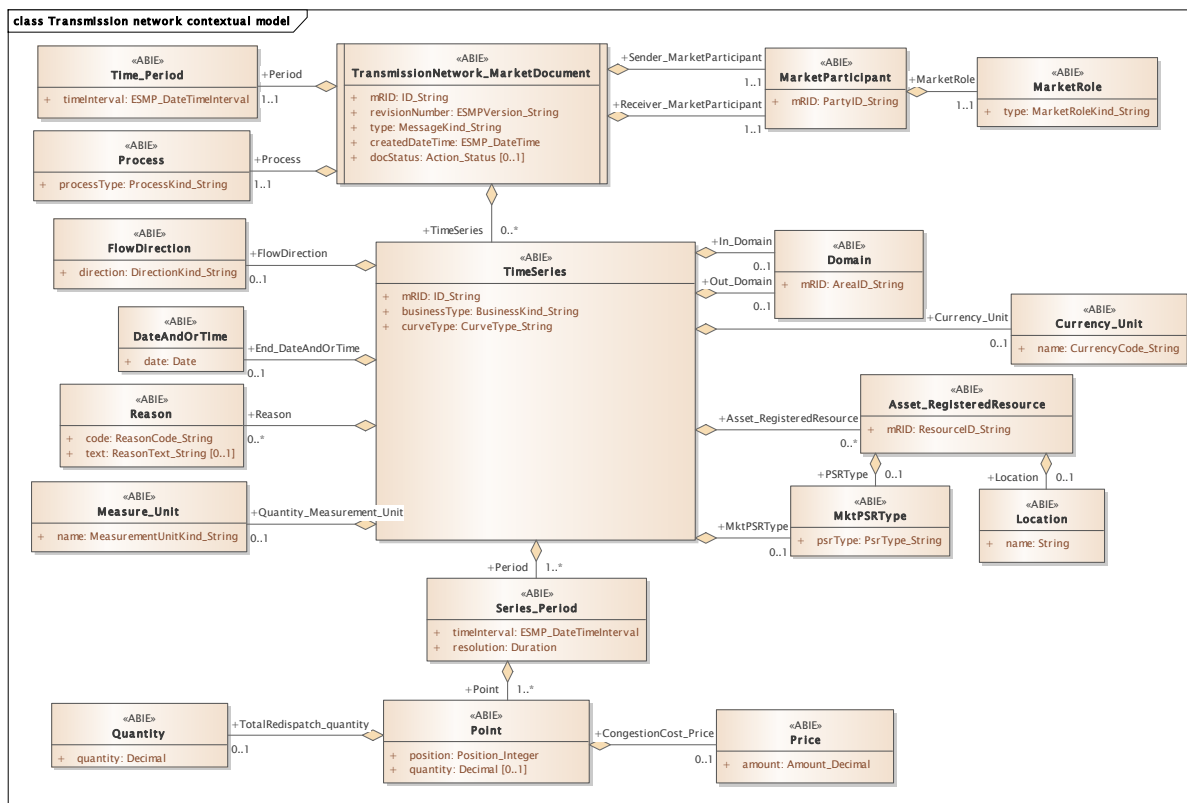 class Transmission network contextual model
«ABIE»
Time_Period
+ timeInterval: ESMP_DateTimeInterval
+Period
1..1
«ABIE»
TransmissionNetwork_MarketDocument
+ mRID: ID_String
+ revisionNumber: ESMPVersion_String
+ type: MessageKind_String
+ createdDateTime: ESMP_DateTime
+ docStatus: Action_Status [0..1]
+Sender_MarketParticipant
1..1
+Receiver_MarketParticipant
1..1
«ABIE»
MarketParticipant
+ mRID: PartyID_String
+MarketRole
1..1
«ABIE»
MarketRole
+ type: MarketRoleKind_String
«ABIE»
Process
+ processType: ProcessKind_String
+Process
1..1
+TimeSeries
0..*
«ABIE»
FlowDirection
+ direction: DirectionKind_String
+FlowDirection
0..1
«ABIE»
TimeSeries
+ mRID: ID_String
+ businessType: BusinessKind_String
+ curveType: CurveType_String
+In_Domain
0..1
+Out_Domain
0..1
«ABIE»
Domain
+ mRID: AreaID_String
«ABIE»
DateAndOrTime
+ date: Date
+End_DateAndOrTime
0..1
+Currency_Unit
0..1
«ABIE»
Currency_Unit
+ name: CurrencyCode_String
«ABIE»
Reason
+ code: ReasonCode_String
+ text: ReasonText_String [0..1]
+Reason
0..*
+Asset_RegisteredResource
0..*
«ABIE»
Asset_RegisteredResource
+ mRID: ResourceID_String
+PSRType
0..1
+Location
0..1
«ABIE»
Measure_Unit
+ name: MeasurementUnitKind_String
+Quantity_Measurement_Unit
0..1
+MktPSRType
0..1
«ABIE»
MktPSRType
+ psrType: PsrType_String
«ABIE»
Location
+ name: String
+Period
1..*
«ABIE»
Series_Period
+ timeInterval: ESMP_DateTimeInterval
+ resolution: Duration
+Point
1..*
«ABIE»
Quantity
+ quantity: Decimal
+TotalRedispatch_quantity
0..1
«ABIE»
Point
+ position: Position_Integer
+ quantity: Decimal [0..1]
+CongestionCost_Price
0..1
«ABIE»
Price
+ amount: Amount_Decimal